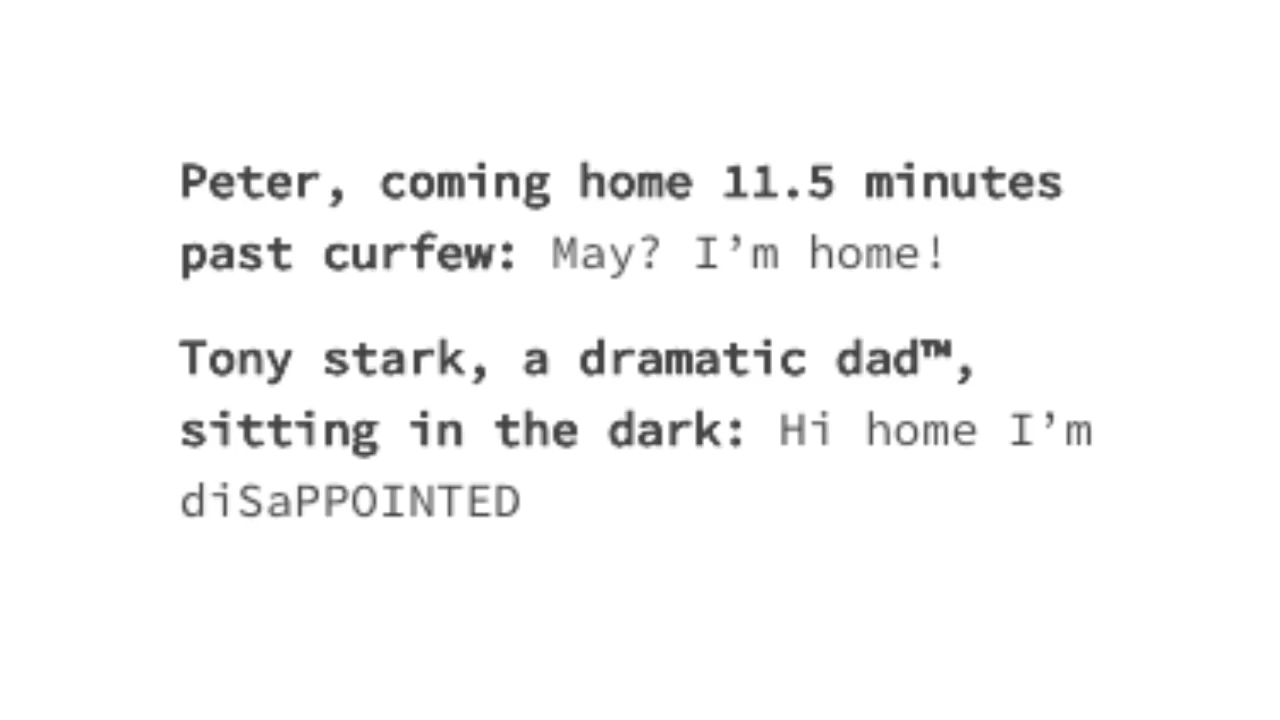 Peter, coming home 11.5 minutes
past curfew: May? I’m home!
Tony stark, a dramatic dad™,
sitting in the dark: Hi home I’m
diSaPPOINTED